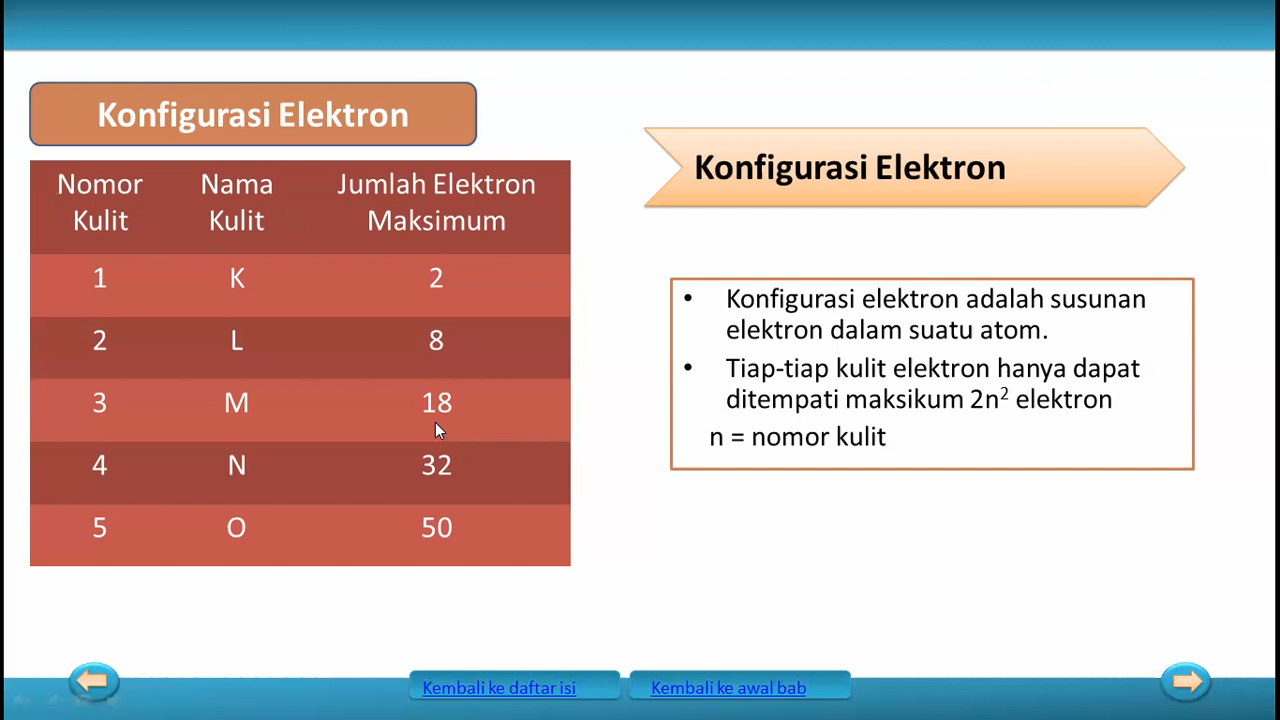 Konfigurasi Elektron
Nomor Kulit Nama Kulit Jumlah Elektron Maksimum
1 K 2
2 L 8
3 M 18
4 N 32
5 O 50
Konfigurasi Elektron
• Konfigurasi elektron adalah susunan
elektron dalam suatu atom.
• Tiap-tiap kulit elektron hanya dapat
ditempati maksikum 2n² elektron
n = nomor kulit
Kembali ke daftar isi
Kembali ke awal bab